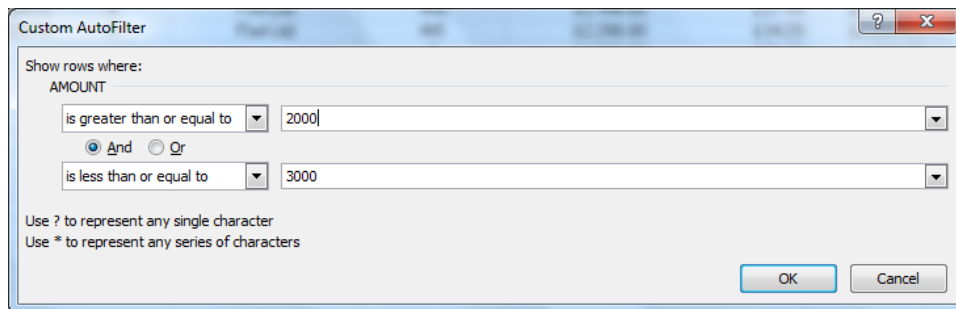 Custom AutoFilter
?
X
Show rows where:
AMOUNT
is greater than or equal to 2000
And Or
is less than or equal to 3000
Use ? to represent any single character
Use * to represent any series of characters
OK Cancel